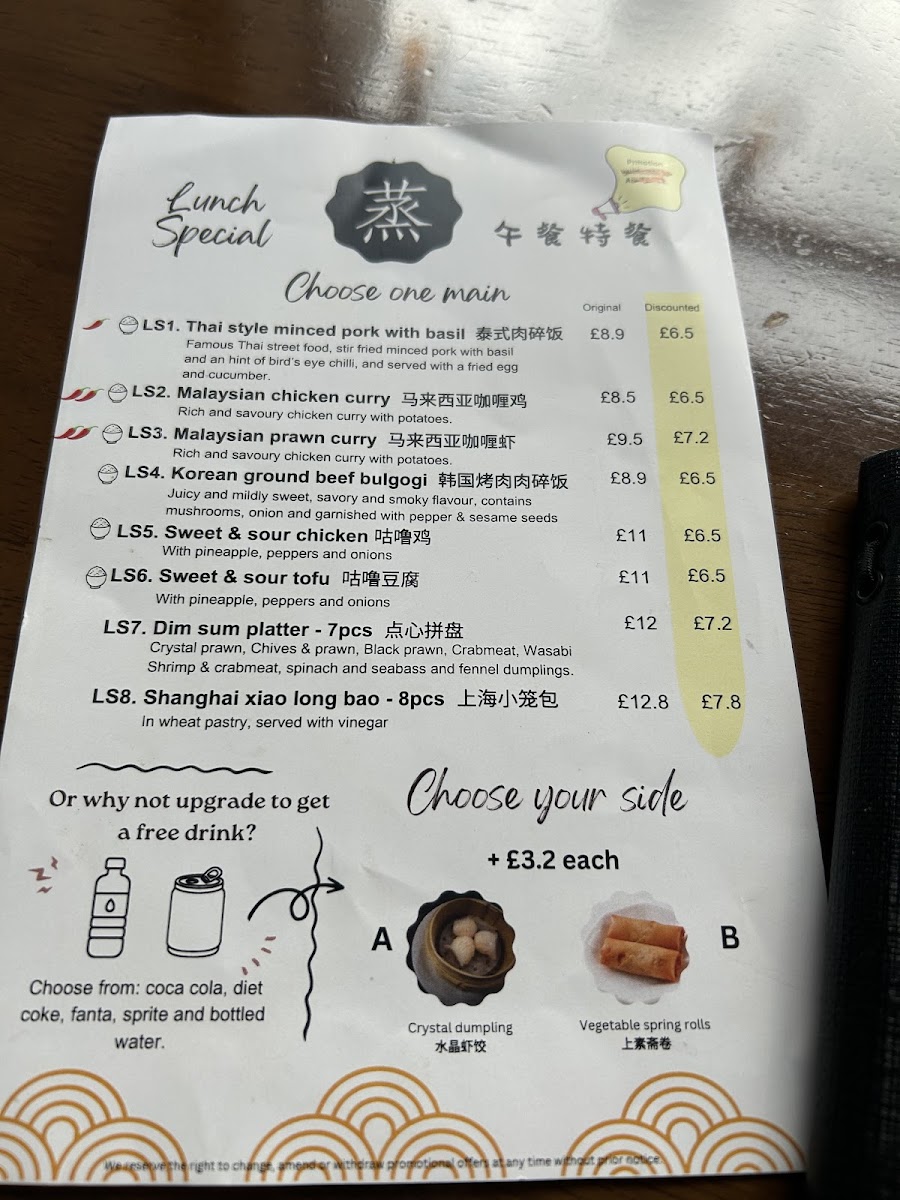 Lunch
Special
蒸
Promotion
午餐特餐
Choose one main
Original Discounted
LS1. Thai style minced pork with basil 泰式肉碎饭 £8.9 £6.5
Famous Thai street food, stir fried minced pork with basil
and an hint of bird's eye chilli, and served with a fried egg
and cucumber.
LS2. Malaysian chicken curry 马来西亚咖喱鸡 £8.5 £6.5
Rich and savoury chicken curry with potatoes.
LS3. Malaysian prawn curry 马来西亚咖喱虾 £9.5 £7.2
Rich and savoury chicken curry with potatoes.
LS4. Korean ground beef bulgogi 韩国烤肉肉碎饭 £8.9 £6.5
Juicy and mildly sweet, savory and smoky flavour, contains
mushrooms, onion and garnished with pepper & sesame seeds
LS5. Sweet & sour chicken 咕噜鸡 £11 £6.5
With pineapple, peppers and onions
LS6. Sweet & sour tofu 咕噜豆腐 £11 £6.5
With pineapple, peppers and onions
LS7. Dim sum platter - 7pcs 点心拼盘 £12 £7.2
Crystal prawn, Chives & prawn, Black prawn, Crabmeat, Wasabi
Shrimp & crabmeat, spinach and seabass and fennel dumplings.
LS8. Shanghai xiao long bao - 8pcs 上海小笼包 £12.8 £7.8
In wheat pastry, served with vinegar
Or why not upgrade to get
a free drink?
Choose from: coca cola, diet
coke, fanta, sprite and bottled
water.
Choose your side
+ £3.2 each
A
B
Crystal dumpling
水晶虾饺
Vegetable spring rolls
上素斋卷
We reserve the right to change, amend or withdraw promotional offers at any time without prior notice.